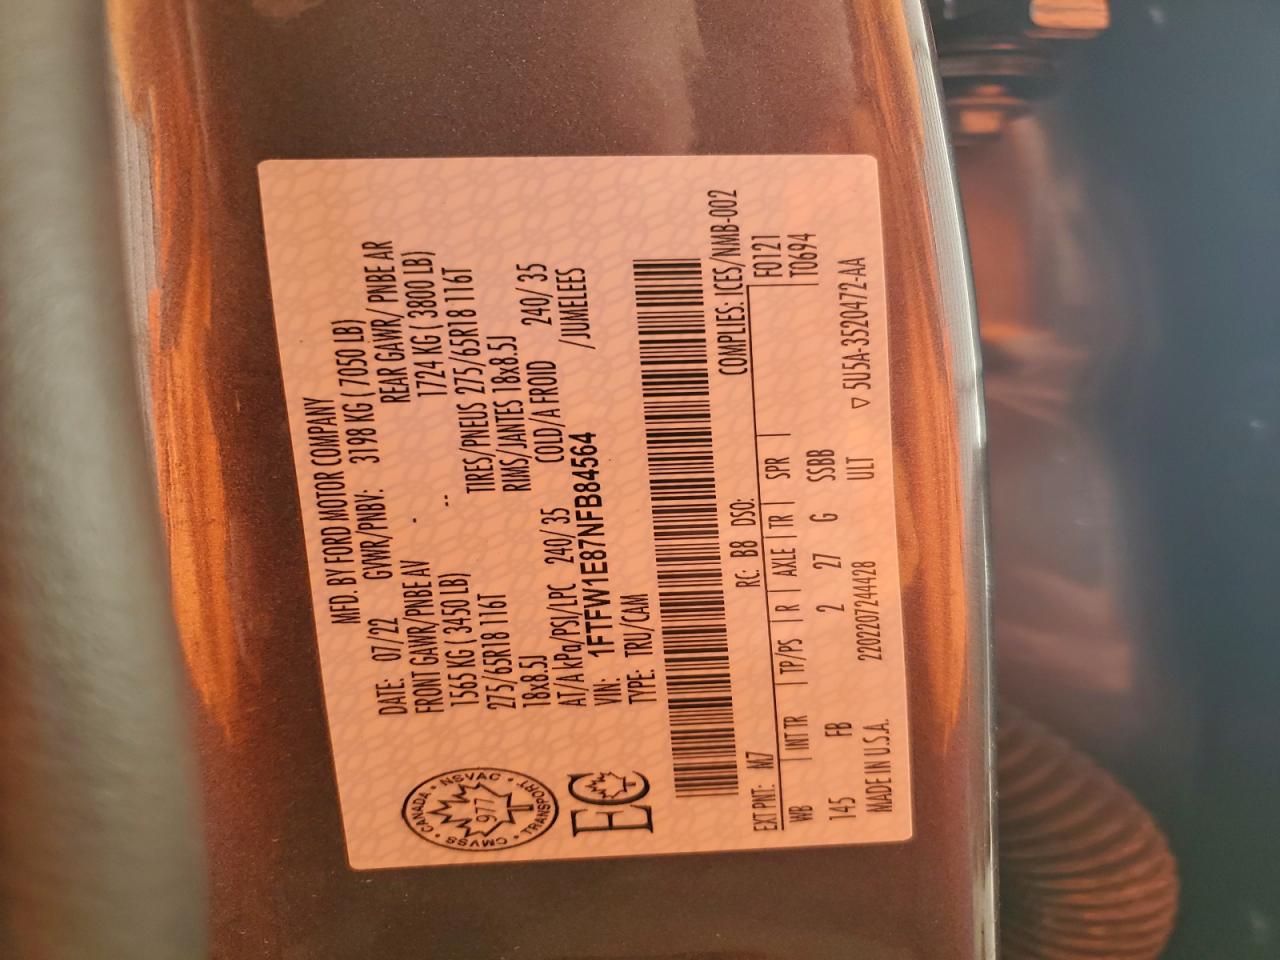 MFD. BY FORD MOTOR COMPANY
DATE: 07/22 GVWR/PNBV: 3198 KG ( 7050 LB)
FRONT GAWR/PNBE AV REAR GAWR/ PNBE AR
1565 KG ( 3450 LB) 1724 KG ( 3800 LB)
275/65R18 116T TIRES/PNEUS 275/65R18 116T
18x8.5J RIMS/JANTES 18x8.5J
AT/A kPa/PSI/LPC 240/ 35 COLD/A FROID 240/ 35
VIN: 1FTFW1E87NFB84564 /JUMELEES
TYPE: TRU/CAM
CANADA · NSVAC · TRANSPORT · CMVSS
977
EC
COMPLIES: ICES/NMB-002
EXT PNT: M7 RC: BB DSO: F0121
WB INT TR TP/PS R AXLE TR SPR T0694
145 FB 2 27 G SSBB
ULT ▽ 5U5A-3520472-AA
MADE IN U.S.A. 220220724442B